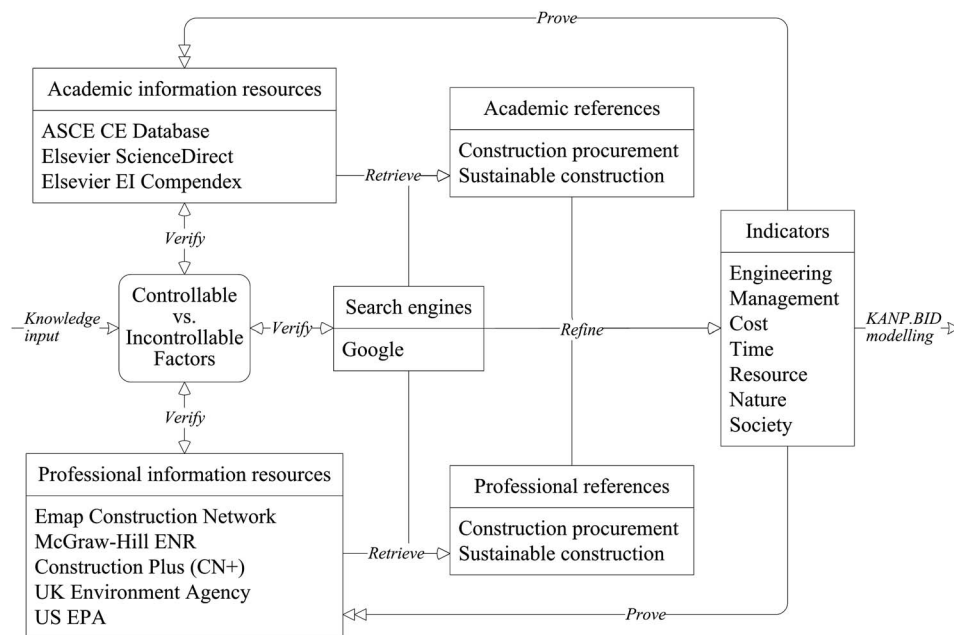 Prove
Academic information resources
ASCE CE Database
Elsevier ScienceDirect
Elsevier EI Compendex
Retrieve
Academic references
Construction procurement
Sustainable construction
Verify
Knowledge
input
Controllable
vs.
Incontrollable
Factors
Verify
Search engines
Google
Refine
Indicators
Engineering
Management
Cost
Time
Resource
Nature
Society
KANP.BID
modelling
Verify
Professional information resources
Emap Construction Network
McGraw-Hill ENR
Construction Plus (CN+)
UK Environment Agency
US EPA
Retrieve
Professional references
Construction procurement
Sustainable construction
Prove